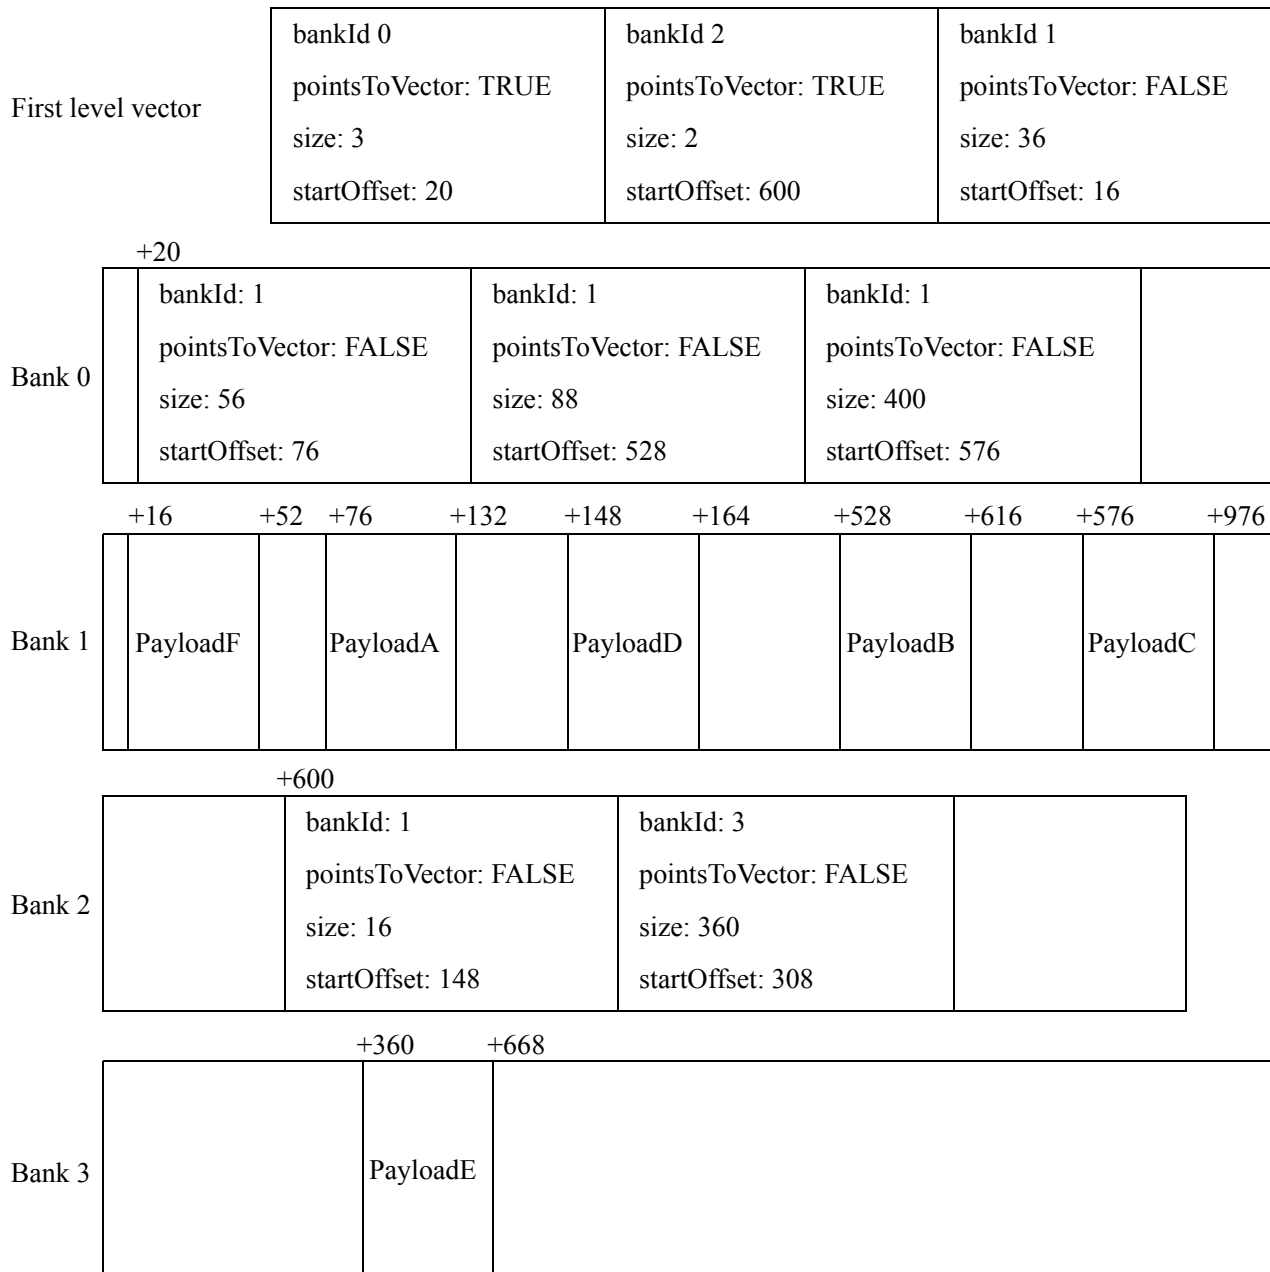 bankId 0
pointsToVector: TRUE
size: 3
startOffset: 20
bankId 2
pointsToVector: TRUE
size: 2
startOffset: 600
bankId 1
pointsToVector: FALSE
size: 36
startOffset: 16
First level vector
+20
bankId: 1
pointsToVector: FALSE
size: 56
startOffset: 76
bankId: 1
pointsToVector: FALSE
size: 88
startOffset: 528
bankId: 1
pointsToVector: FALSE
size: 400
startOffset: 576
Bank 0
+16 +52 +76 +132 +148 +164 +528 +616 +576 +976
Bank 1 PayloadF PayloadA PayloadD PayloadB PayloadC
+600
bankId: 1
pointsToVector: FALSE
size: 16
startOffset: 148
bankId: 3
pointsToVector: FALSE
size: 360
startOffset: 308
Bank 2
+360 +668
Bank 3 PayloadE